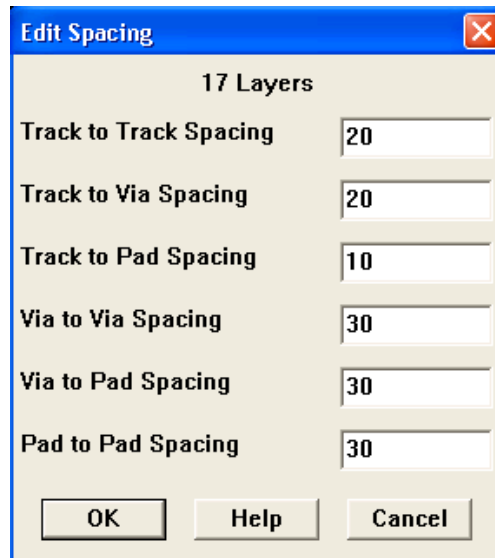 Edit Spacing
17 Layers
Track to Track Spacing 20
Track to Via Spacing 20
Track to Pad Spacing 10
Via to Via Spacing 30
Via to Pad Spacing 30
Pad to Pad Spacing 30
OK Help Cancel